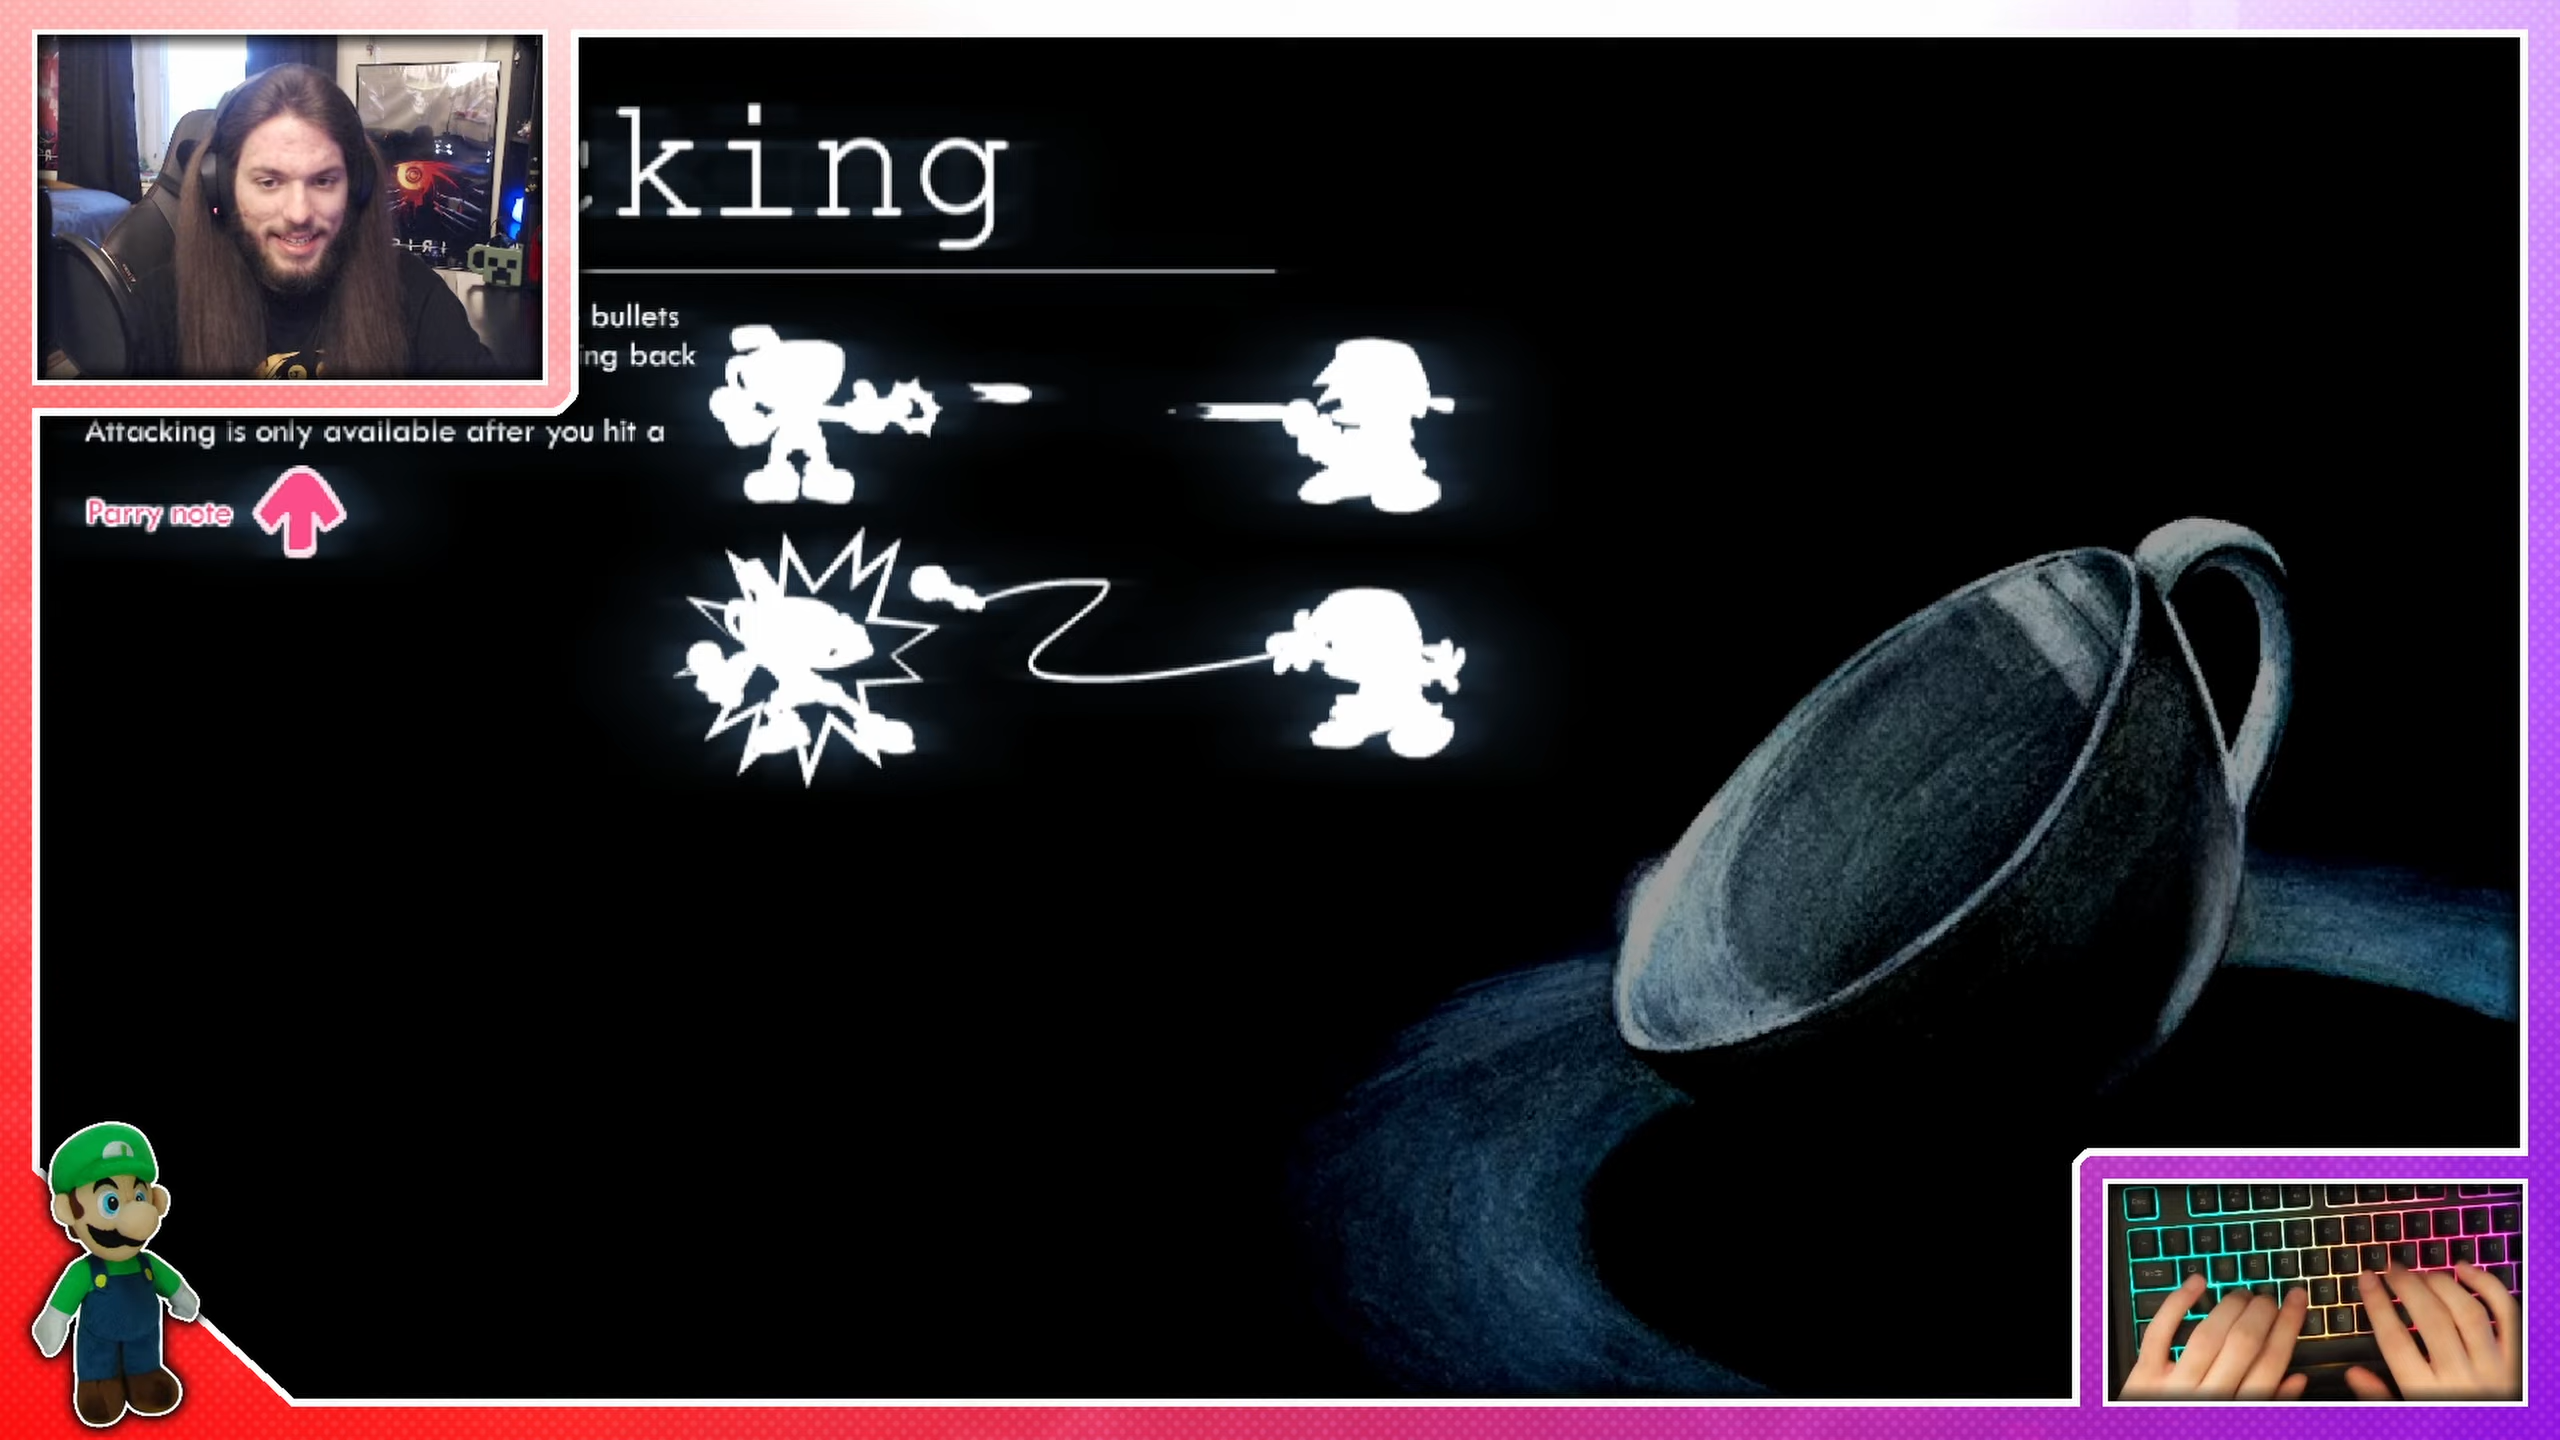 king
bullets
ing back
Attacking is only available after you hit a
Parry note